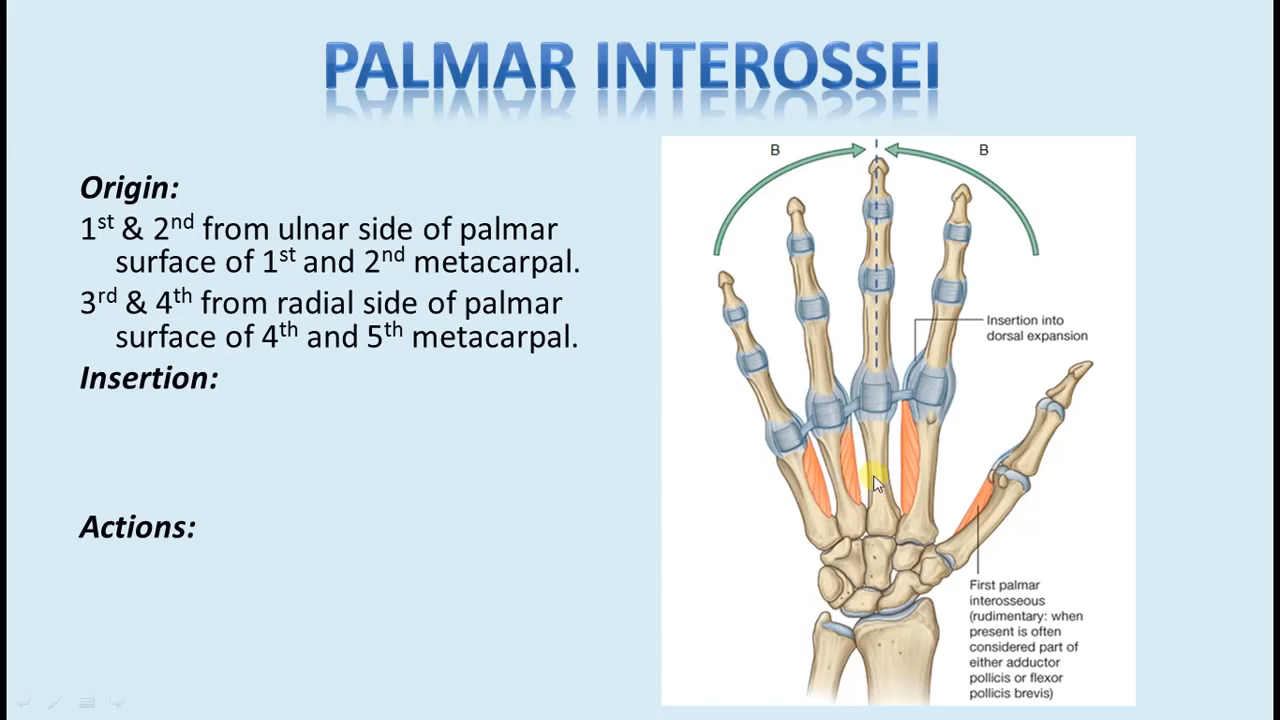 PALMAR INTEROSSEI
Origin:
1st & 2nd from ulnar side of palmar
surface of 1st and 2nd metacarpal.
3rd & 4th from radial side of palmar
surface of 4th and 5th metacarpal.
Insertion:
Actions:
B
B
Insertion into
dorsal expansion
First palmar
interosseous
(rudimentary: when
present is often
considered part of
either adductor
pollicis or flexor
pollicis brevis)